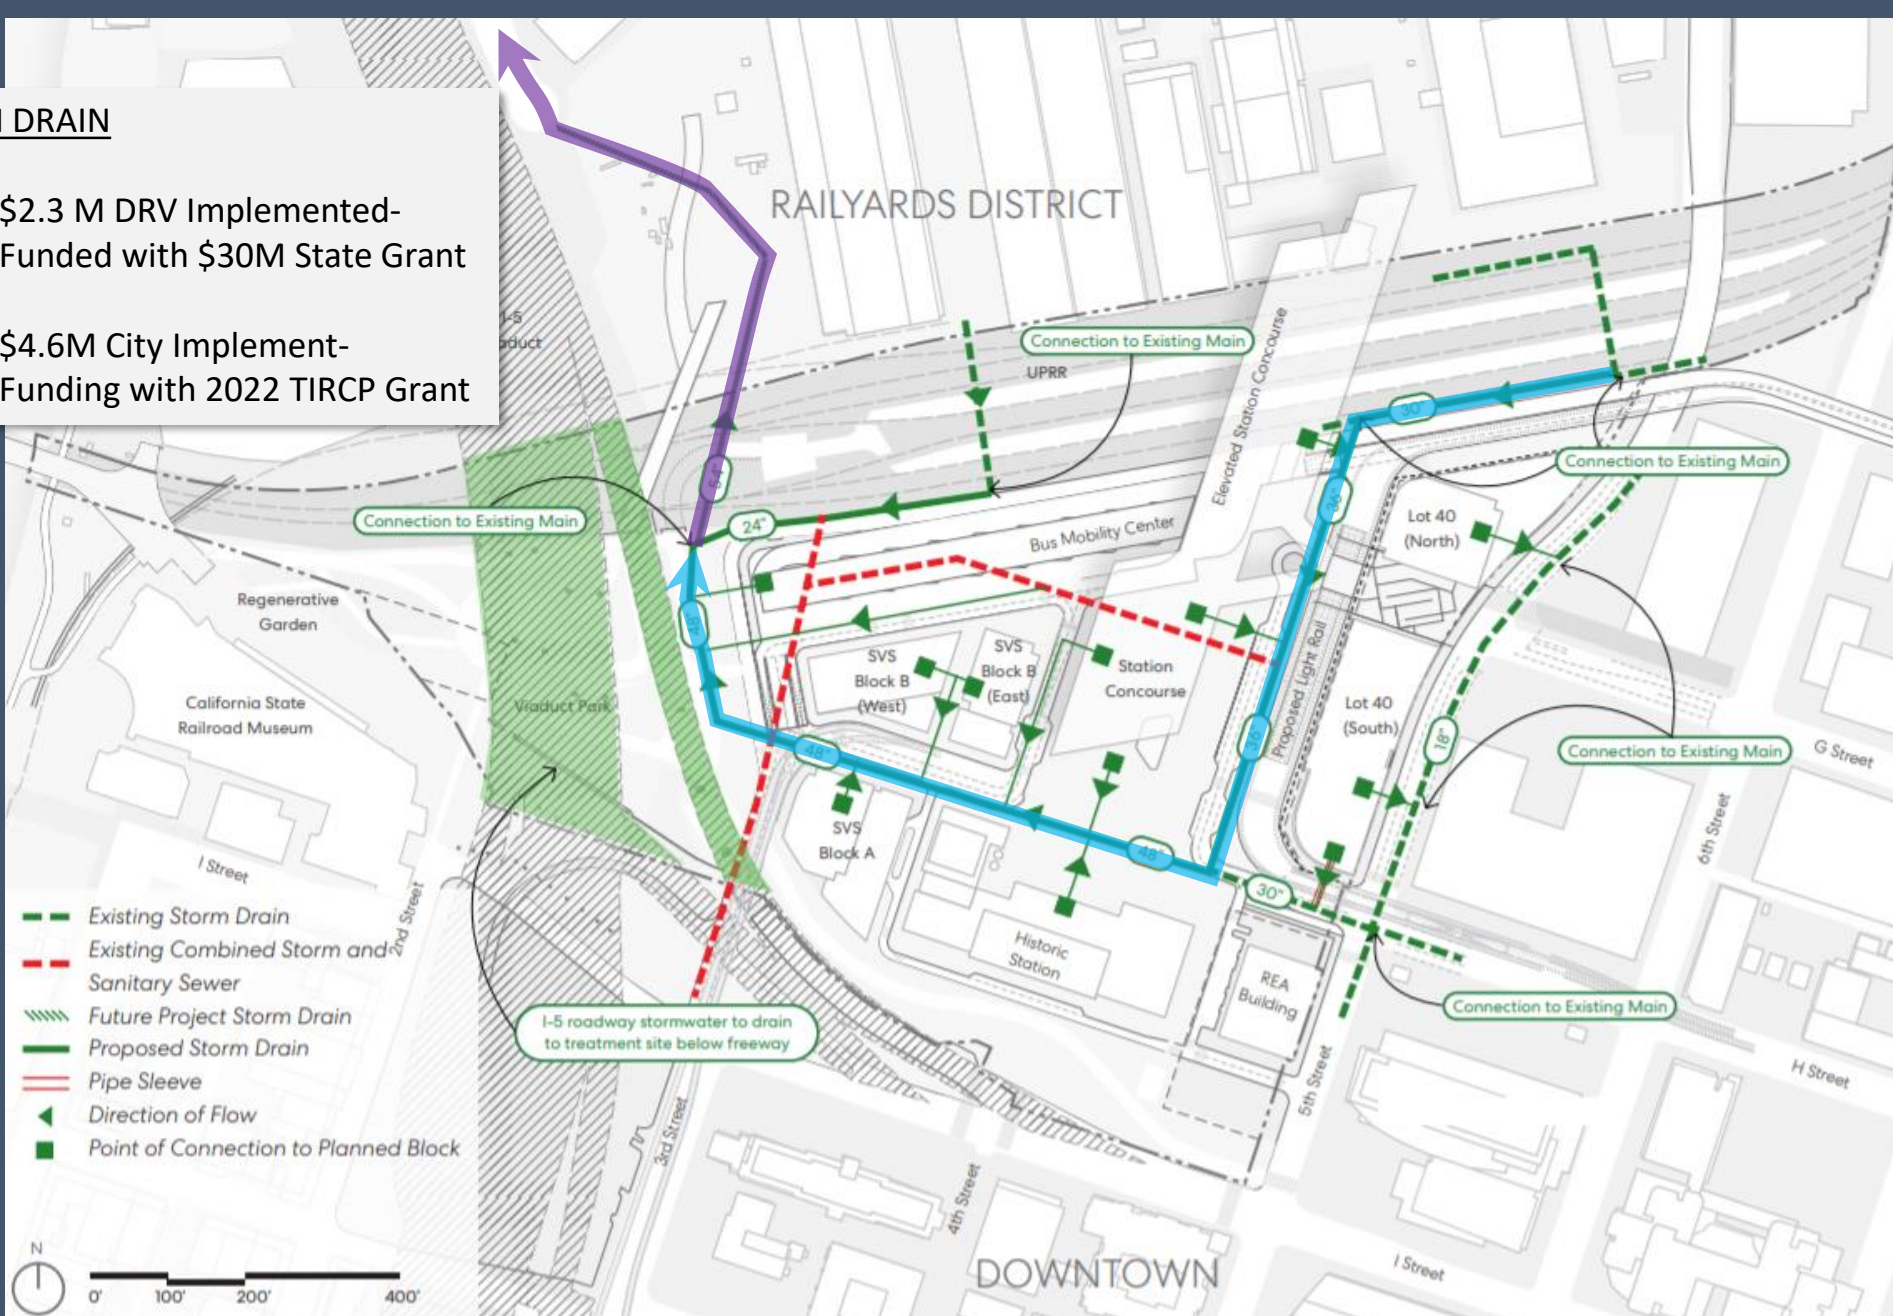 DRAIN
$2.3 M DRV Implemented-
Funded with $30M State Grant
$4.6M City Implement-
Funding with 2022 TIRCP Grant
RAILYARDS DISTRICT
I-5
Connection to Existing Main
UPRR
Elevated Station Concourse
30"
Connection to Existing Main
54"
36"
Connection to Existing Main
24"
Bus Mobility Center
Lot 40
(North)
Regenerative
Garden
48"
SVS
Block B
(West)
SVS
Block B
(East)
Station
Concourse
Proposed Light Rail
California State
Railroad Museum
Viaduct Park
Lot 40
(South)
36"
18"
Connection to Existing Main
G Street
48"
6th Street
SVS
Block A
48"
I Street
30"
2nd Street
Historic
Station
REA
Building
Connection to Existing Main
I-5 roadway stormwater to drain
to treatment site below freeway
Existing Storm Drain
Existing Combined Storm and
Sanitary Sewer
Future Project Storm Drain
Proposed Storm Drain
Pipe Sleeve
Direction of Flow
Point of Connection to Planned Block
H Street
5th Street
3rd Street
4th Street
DOWNTOWN
I Street
N
0' 100' 200' 400'